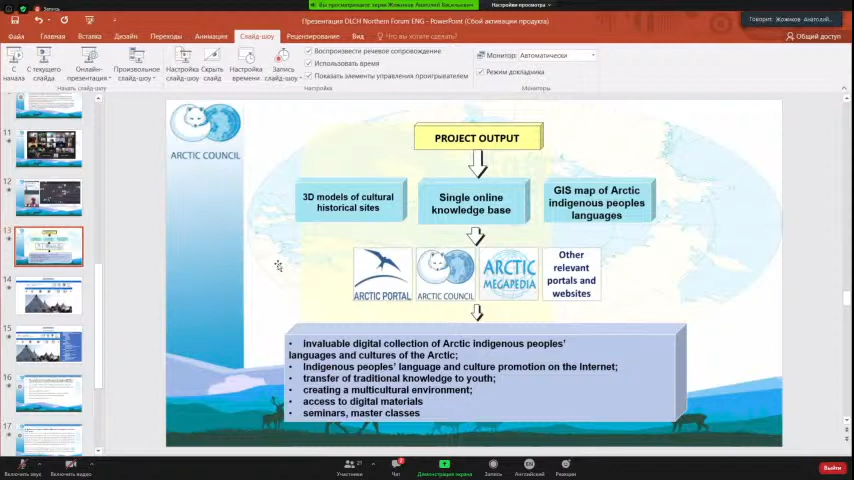 Вы просматриваете экран Жожиков Анатолий Васильевич
Настройки просмотра
Запись
Презентация DLCH Northern Forum ENG - PowerPoint (Сбой активации продукта)
Говорит: Жожиков Анатолий...
Файл Главная Вставка Дизайн Переходы Анимации Слайд-шоу Рецензирование Вид Что вы хотите сделать? Общий доступ
С начала
С текущего слайда
Онлайн-презентация
Произвольное слайд-шоу
Начать слайд-шоу
Настройка слайд-шоу
Скрыть слайд
Настройка времени
Запись слайд-шоу
Воспроизвести речевое сопровождение
Использовать время
Показать элементы управления проигрывателем
Настройка
Монитор: Автоматически
Режим докладчика
Мониторы
11
12
13
14
15
16
17
ARCTIC COUNCIL
PROJECT OUTPUT
3D models of cultural
historical sites
Single online
knowledge base
GIS map of Arctic
indigenous peoples
languages
ARCTIC PORTAL
ARCTIC COUNCIL
ARCTIC
MEGAPEDIA
Other
relevant
portals and
websites
• invaluable digital collection of Arctic indigenous peoples'
languages and cultures of the Arctic;
• Indigenous peoples' language and culture promotion on the Internet;
• transfer of traditional knowledge to youth;
• creating a multicultural environment;
• access to digital materials
• seminars, master classes
Включить звук
Включить видео
Участники
27
Чат
2
Демонстрация экрана
Запись
Английский
Реакции
Выйти